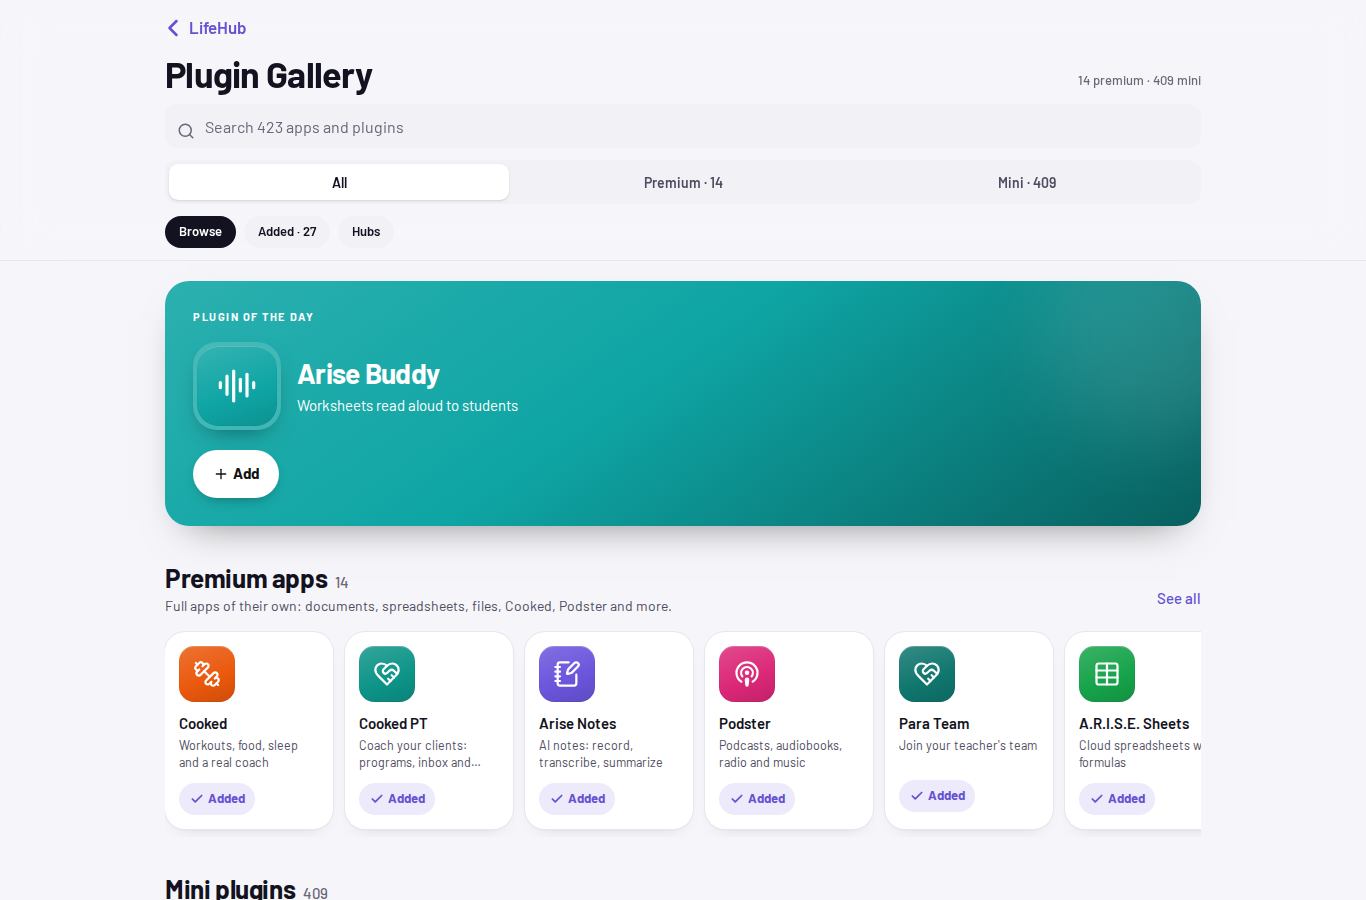 LifeHub
Plugin Gallery
14 premium · 409 mini
Search 423 apps and plugins
All
Premium · 14
Mini · 409
Browse
Added · 27
Hubs
PLUGIN OF THE DAY
Arise Buddy
Worksheets read aloud to students
+ Add
Premium apps 14
Full apps of their own: documents, spreadsheets, files, Cooked, Podster and more.
See all
Cooked
Workouts, food, sleep
and a real coach
Added
Cooked PT
Coach your clients:
programs, inbox and…
Added
Arise Notes
AI notes: record,
transcribe, summarize
Added
Podster
Podcasts, audiobooks,
radio and music
Added
Para Team
Join your teacher's team
Added
A.R.I.S.E. Sheets
Cloud spreadsheets w
formulas
Added
Mini plugins 409